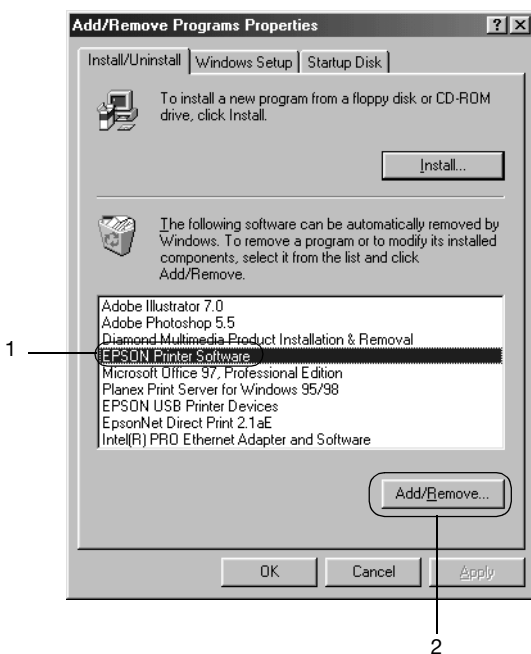 Add/Remove Programs Properties
Install/Uninstall Windows Setup Startup Disk
To install a new program from a floppy disk or CD-ROM
drive, click Install.
Install...
The following software can be automatically removed by
Windows. To remove a program or to modify its installed
components, select it from the list and click
Add/Remove.
Adobe Illustrator 7.0
Adobe Photoshop 5.5
Diamond Multimedia Product Installation & Removal
1 EPSON Printer Software
Microsoft Office 97, Professional Edition
Planex Print Server for Windows 95/98
EPSON USB Printer Devices
EpsonNet Direct Print 2.1aE
Intel(R) PRO Ethernet Adapter and Software
Add/Remove...
OK Cancel Apply
2